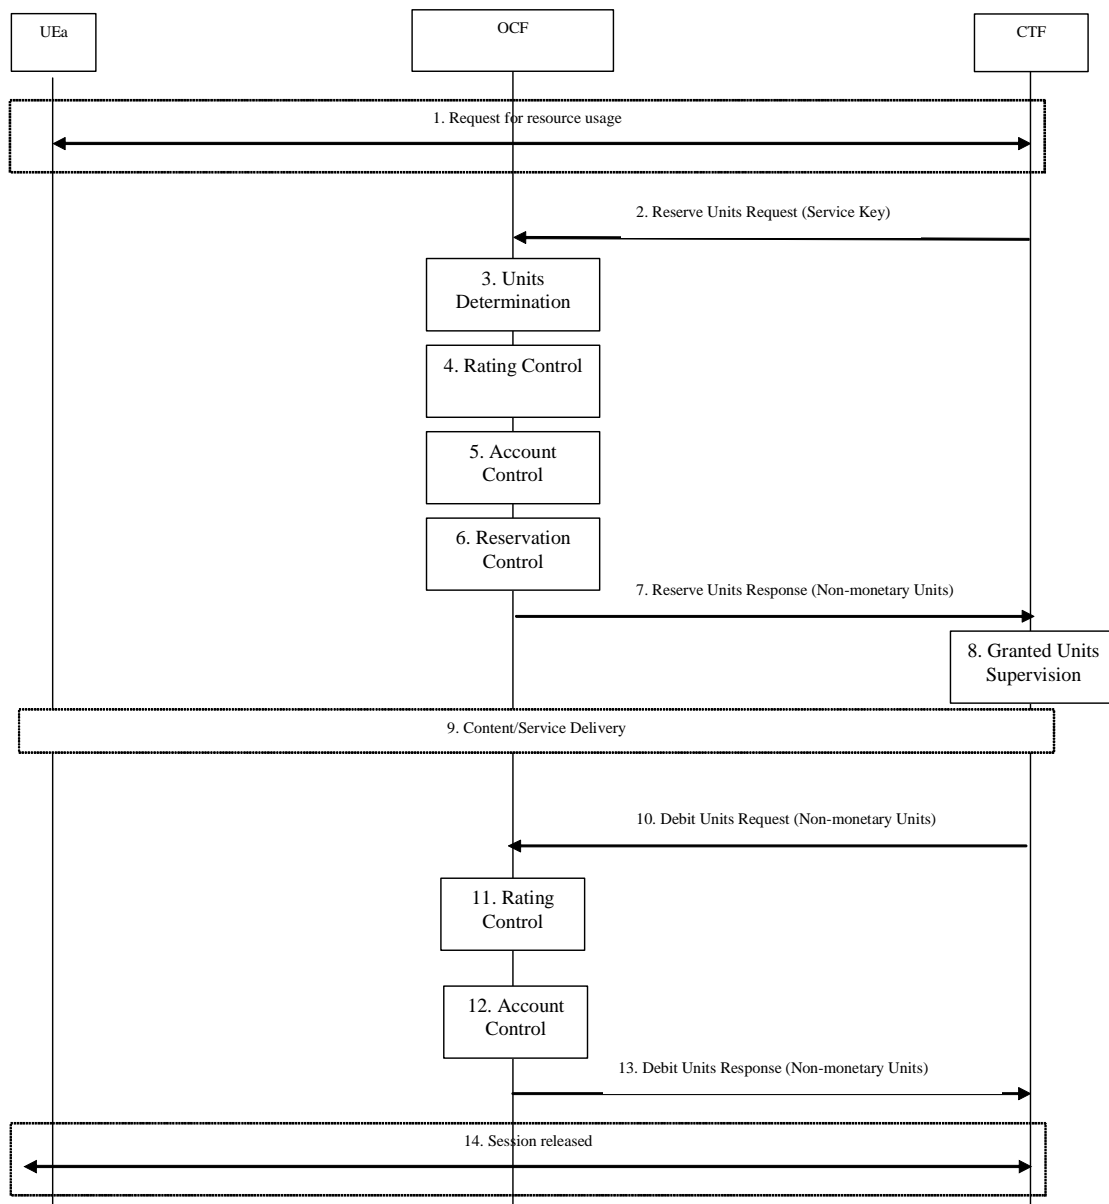 UEa
OCF
CTF
1. Request for resource usage
2. Reserve Units Request (Service Key)
3. Units
Determination
4. Rating Control
5. Account
Control
6. Reservation
Control
7. Reserve Units Response (Non-monetary Units)
8. Granted Units
Supervision
9. Content/Service Delivery
10. Debit Units Request (Non-monetary Units)
11. Rating
Control
12. Account
Control
13. Debit Units Response (Non-monetary Units)
14. Session released